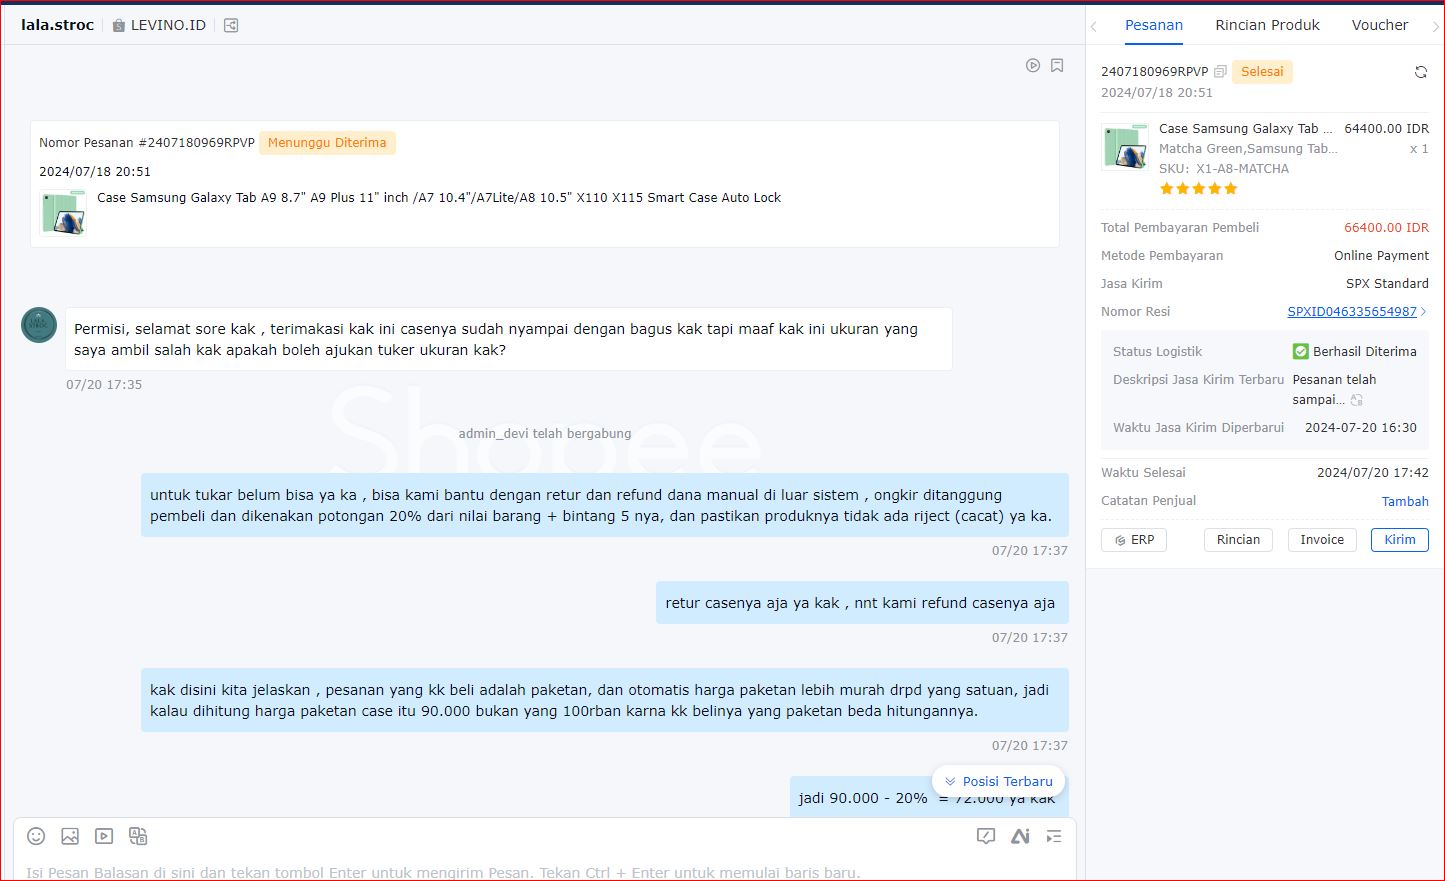 lala.stroc
LEVINO.ID
Pesanan
Rincian Produk
Voucher
Nomor Pesanan #2407180969RPVP Menunggu Diterima
2024/07/18 20:51
Case Samsung Galaxy Tab A9 8.7" A9 Plus 11" inch /A7 10.4"/A7Lite/A8 10.5" X110 X115 Smart Case Auto Lock
Permisi, selamat sore kak , terimakasi kak ini casenya sudah nyampai dengan bagus kak tapi maaf kak ini ukuran yang
saya ambil salah kak apakah boleh ajukan tuker ukuran kak?
07/20 17:35
Shopee
admin_devi telah bergabung
untuk tukar belum bisa ya ka , bisa kami bantu dengan retur dan refund dana manual di luar sistem , ongkir ditanggung
pembeli dan dikenakan potongan 20% dari nilai barang + bintang 5 nya, dan pastikan produknya tidak ada riject (cacat) ya ka.
07/20 17:37
retur casenya aja ya kak , nnt kami refund casenya aja
07/20 17:37
kak disini kita jelaskan , pesanan yang kk beli adalah paketan, dan otomatis harga paketan lebih murah drpd yang satuan, jadi
kalau dihitung harga paketan case itu 90.000 bukan yang 100rban karna kk belinya yang paketan beda hitungannya.
07/20 17:37
Posisi Terbaru
jadi 90.000 - 20% = 72.000 ya kak
Isi Pesan Balasan di sini dan tekan tombol Enter untuk mengirim Pesan. Tekan Ctrl + Enter untuk memulai baris baru.
2407180969RPVP Selesai
2024/07/18 20:51
Case Samsung Galaxy Tab ... 64400.00 IDR
Matcha Green,Samsung Tab... x 1
SKU: X1-A8-MATCHA
Total Pembayaran Pembeli 66400.00 IDR
Metode Pembayaran Online Payment
Jasa Kirim SPX Standard
Nomor Resi SPXID046335654987
Status Logistik Berhasil Diterima
Deskripsi Jasa Kirim Terbaru Pesanan telah
sampai...
Waktu Jasa Kirim Diperbarui 2024-07-20 16:30
Waktu Selesai 2024/07/20 17:42
Catatan Penjual Tambah
ERP Rincian Invoice Kirim